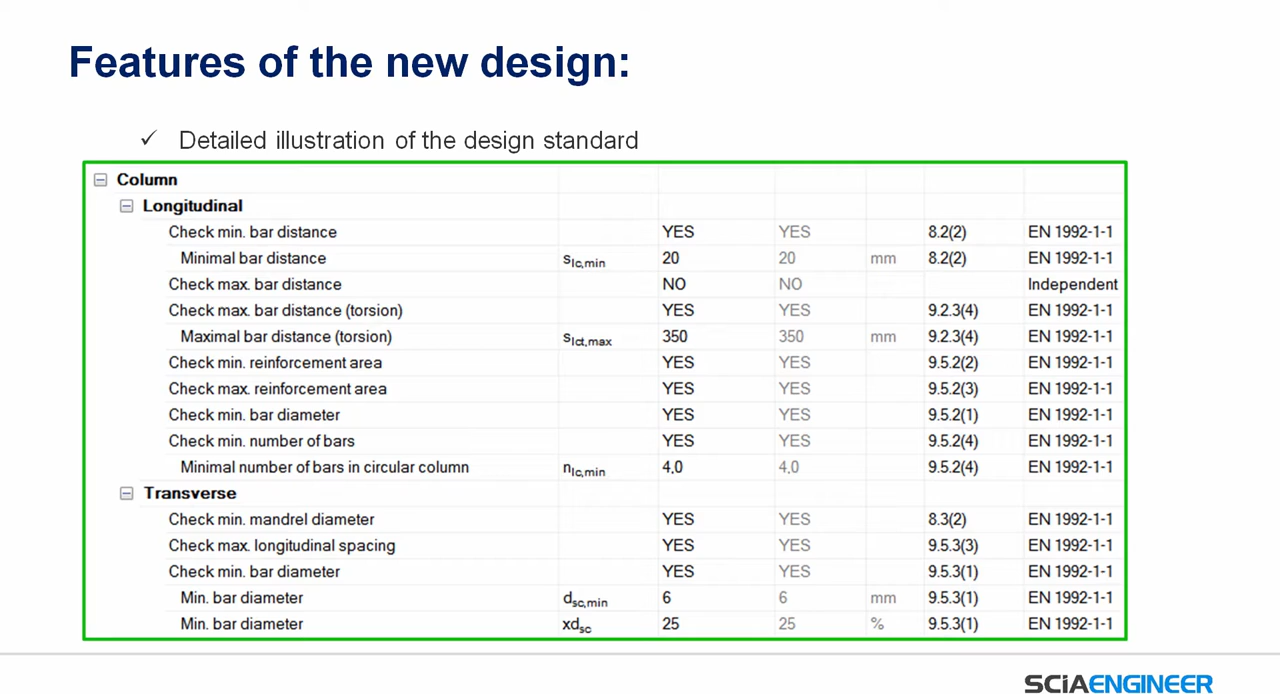 Features of the new design:
✓ Detailed illustration of the design standard
Column
Longitudinal
Check min. bar distance YES YES 8.2(2) EN 1992-1-1
Minimal bar distance slc,min 20 20 mm 8.2(2) EN 1992-1-1
Check max. bar distance NO NO Independent
Check max. bar distance (torsion) YES YES 9.2.3(4) EN 1992-1-1
Maximal bar distance (torsion) slct,max 350 350 mm 9.2.3(4) EN 1992-1-1
Check min. reinforcement area YES YES 9.5.2(2) EN 1992-1-1
Check max. reinforcement area YES YES 9.5.2(3) EN 1992-1-1
Check min. bar diameter YES YES 9.5.2(1) EN 1992-1-1
Check min. number of bars YES YES 9.5.2(4) EN 1992-1-1
Minimal number of bars in circular column nlc,min 4,0 4,0 9.5.2(4) EN 1992-1-1
Transverse
Check min. mandrel diameter YES YES 8.3(2) EN 1992-1-1
Check max. longitudinal spacing YES YES 9.5.3(3) EN 1992-1-1
Check min. bar diameter YES YES 9.5.3(1) EN 1992-1-1
Min. bar diameter dsc,min 6 6 mm 9.5.3(1) EN 1992-1-1
Min. bar diameter xdsc 25 25 % 9.5.3(1) EN 1992-1-1
SCiAENGINEER